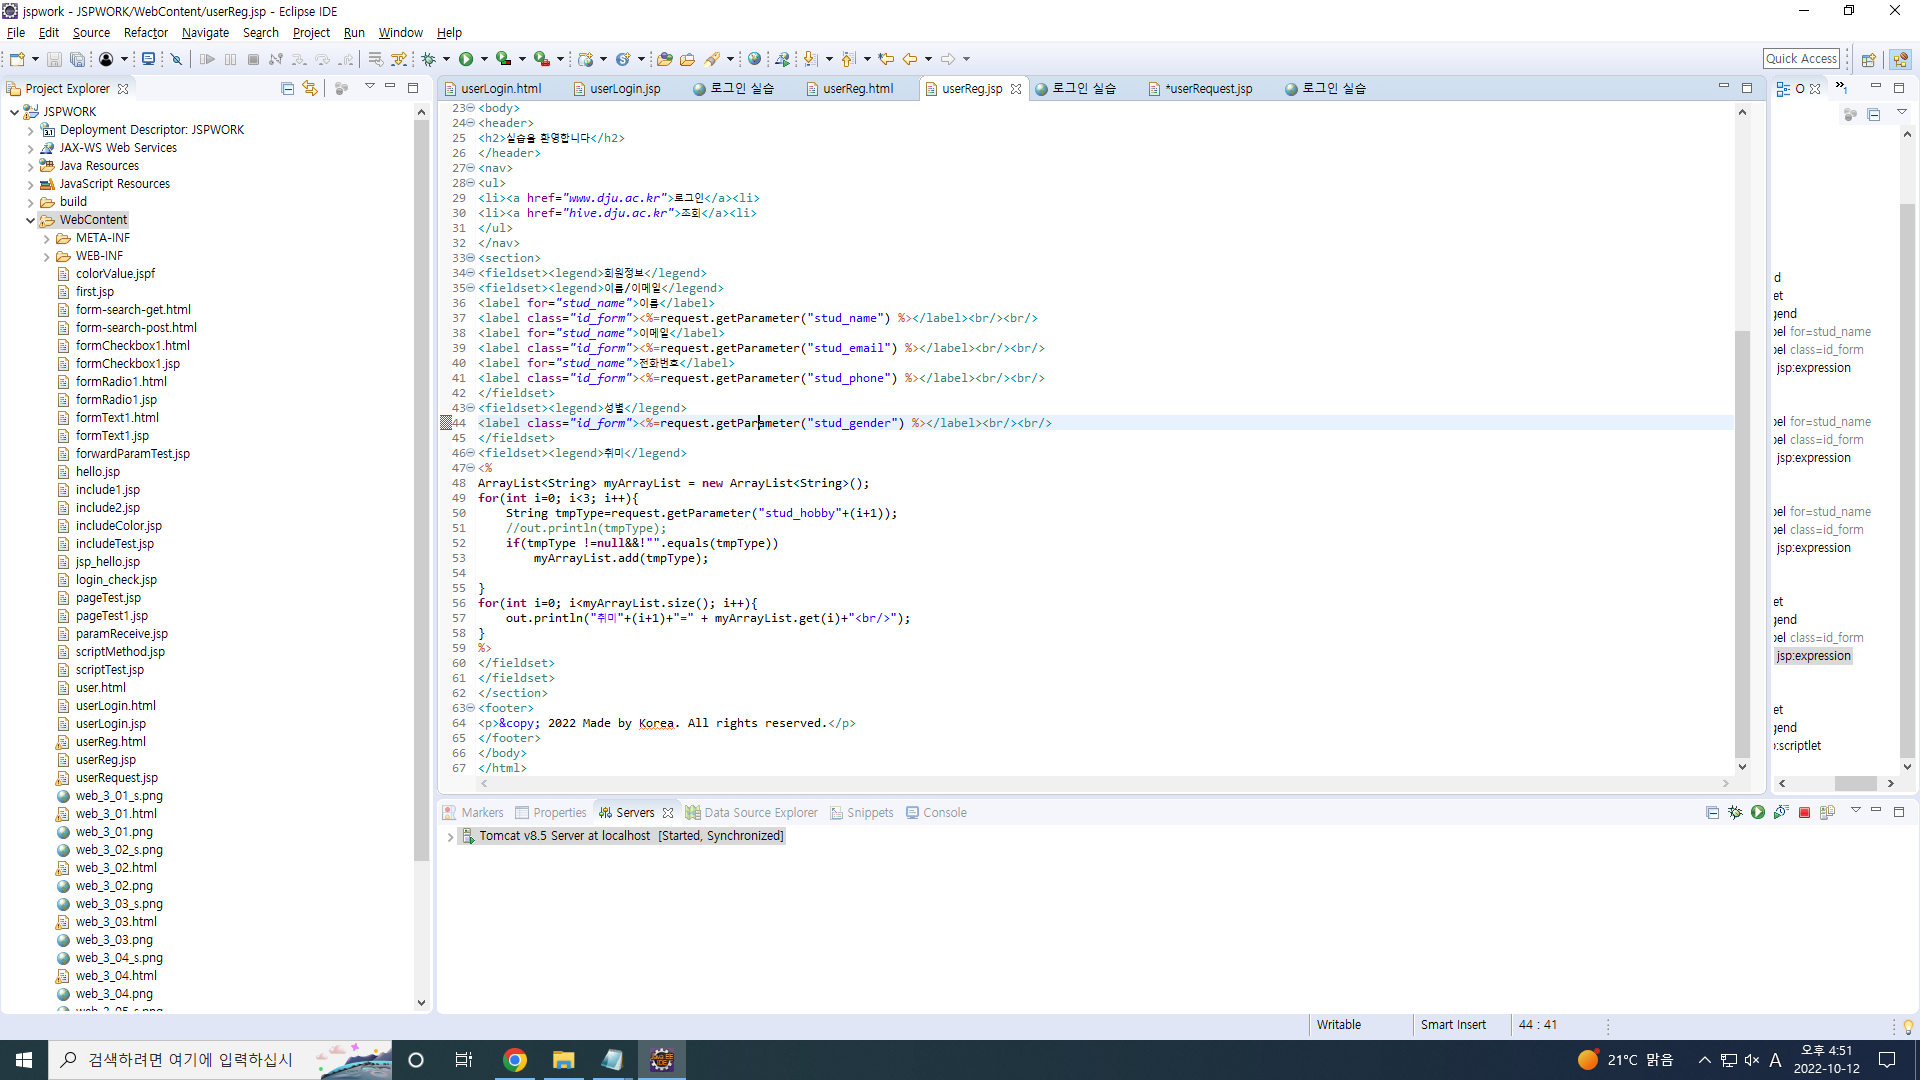 jspwork - JSPWORK/WebContent/userReg.jsp - Eclipse IDE
File Edit Source Refactor Navigate Search Project Run Window Help
Quick Access
Project Explorer
JSPWORK
Deployment Descriptor: JSPWORK
JAX-WS Web Services
Java Resources
JavaScript Resources
build
WebContent
META-INF
WEB-INF
colorValue.jspf
first.jsp
form-search-get.html
form-search-post.html
formCheckbox1.html
formCheckbox1.jsp
formRadio1.html
formRadio1.jsp
formText1.html
formText1.jsp
forwardParamTest.jsp
hello.jsp
include1.jsp
include2.jsp
includeColor.jsp
includeTest.jsp
jsp_hello.jsp
login_check.jsp
pageTest.jsp
pageTest1.jsp
paramReceive.jsp
scriptMethod.jsp
scriptTest.jsp
user.html
userLogin.html
userLogin.jsp
userReg.html
userReg.jsp
userRequest.jsp
web_3_01_s.png
web_3_01.html
web_3_01.png
web_3_02_s.png
web_3_02.html
web_3_02.png
web_3_03_s.png
web_3_03.html
web_3_03.png
web_3_04_s.png
web_3_04.html
web_3_04.png
web_3_05_s.png
userLogin.html userLogin.jsp 로그인 실습 userReg.html userReg.jsp 로그인 실습 *userRequest.jsp 로그인 실습
23 <body>
24 <header>
25 <h2>실습을 환영합니다</h2>
26 </header>
27 <nav>
28 <ul>
29 <li><a href="www.dju.ac.kr">로그인</a><li>
30 <li><a href="hive.dju.ac.kr">조회</a><li>
31 </ul>
32 </nav>
33 <section>
34 <fieldset><legend>회원정보</legend>
35 <fieldset><legend>이름/이메일</legend>
36 <label for="stud_name">이름</label>
37 <label class="id_form"><%=request.getParameter("stud_name") %></label><br/><br/>
38 <label for="stud_name">이메일</label>
39 <label class="id_form"><%=request.getParameter("stud_email") %></label><br/><br/>
40 <label for="stud_name">전화번호</label>
41 <label class="id_form"><%=request.getParameter("stud_phone") %></label><br/><br/>
42 </fieldset>
43 <fieldset><legend>성별</legend>
44 <label class="id_form"><%=request.getParameter("stud_gender") %></label><br/><br/>
45 </fieldset>
46 <fieldset><legend>취미</legend>
47 <%
48 ArrayList<String> myArrayList = new ArrayList<String>();
49 for(int i=0; i<3; i++){
50 String tmpType=request.getParameter("stud_hobby"+(i+1));
51 //out.println(tmpType);
52 if(tmpType !=null&&!"".equals(tmpType))
53 myArrayList.add(tmpType);
54
55 }
56 for(int i=0; i<myArrayList.size(); i++){
57 out.println("취미"+(i+1)+"=" + myArrayList.get(i)+"<br/>");
58 }
59 %>
60 </fieldset>
61 </fieldset>
62 </section>
63 <footer>
64 <p>&copy; 2022 Made by Korea. All rights reserved.</p>
65 </footer>
66 </body>
67 </html>
O
1
d
et
gend
bel for=stud_name
bel class=id_form
jsp:expression
bel for=stud_name
bel class=id_form
jsp:expression
bel for=stud_name
bel class=id_form
jsp:expression
et
gend
bel class=id_form
jsp:expression
et
gend
o:scriptlet
Markers Properties Servers Data Source Explorer Snippets Console
Tomcat v8.5 Server at localhost [Started, Synchronized]
Writable Smart Insert 44 : 41
검색하려면 여기에 입력하십시
21°C 맑음
A
오후 4:51
2022-10-12